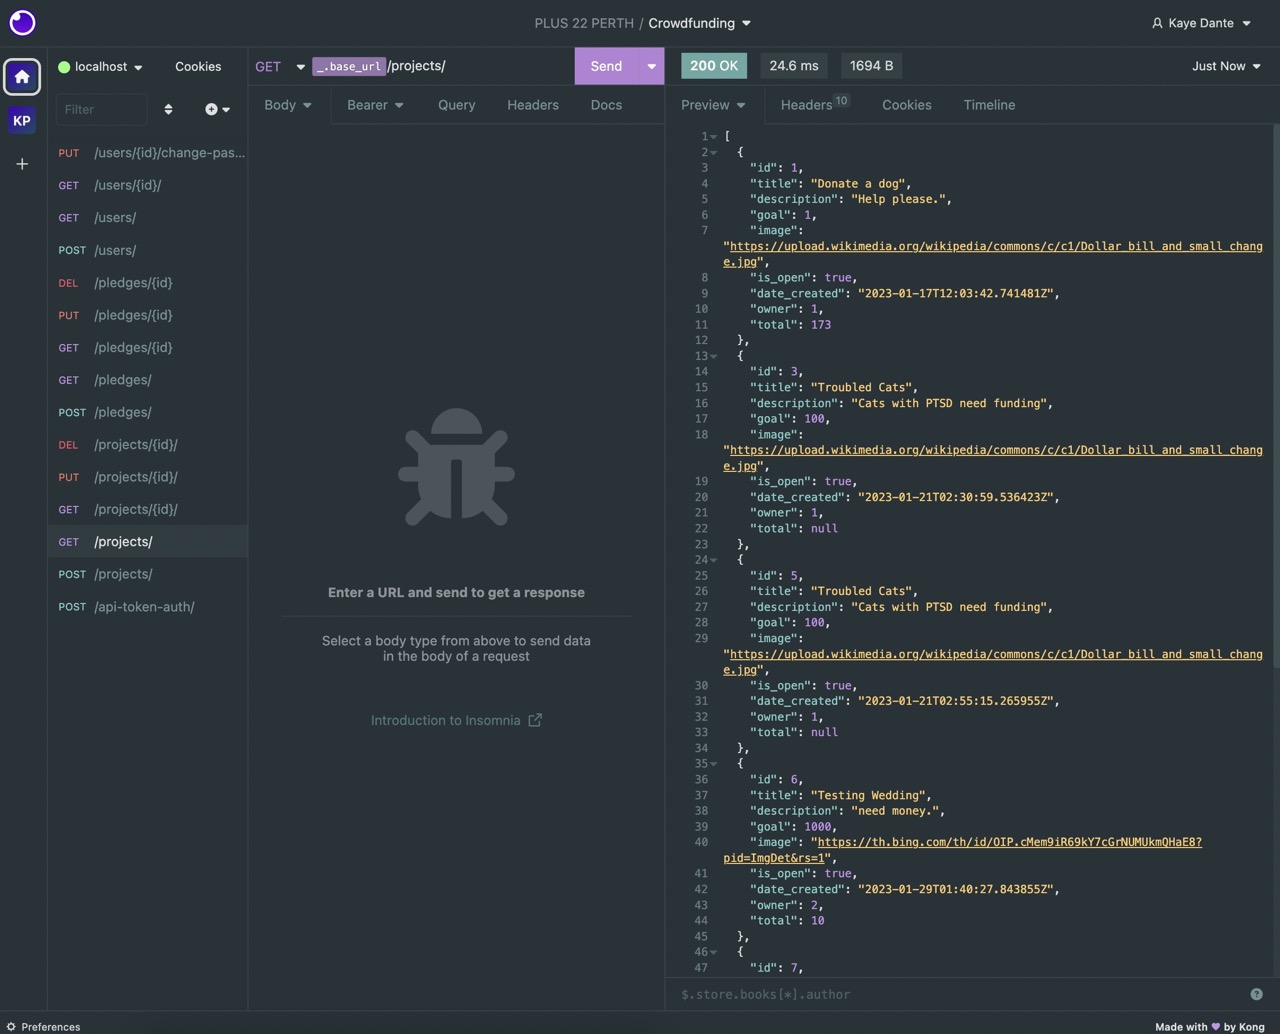 PLUS 22 PERTH / Crowdfunding
Kaye Dante
localhost
Cookies
KP
Filter
PUT /users/{id}/change-pas...
GET /users/{id}/
GET /users/
POST /users/
DEL /pledges/{id}
PUT /pledges/{id}
GET /pledges/{id}
GET /pledges/
POST /pledges/
DEL /projects/{id}/
PUT /projects/{id}/
GET /projects/{id}/
GET /projects/
POST /projects/
POST /api-token-auth/
GET _.base_url/projects/
Send
Body Bearer Query Headers Docs
Enter a URL and send to get a response
Select a body type from above to send data
in the body of a request
Introduction to Insomnia
200 OK 24.6 ms 1694 B Just Now
Preview Headers 10 Cookies Timeline
1 [
2 {
3 "id": 1,
4 "title": "Donate a dog",
5 "description": "Help please.",
6 "goal": 1,
7 "image":
"https://upload.wikimedia.org/wikipedia/commons/c/c1/Dollar_bill_and_small_chang
e.jpg",
8 "is_open": true,
9 "date_created": "2023-01-17T12:03:42.741481Z",
10 "owner": 1,
11 "total": 173
12 },
13 {
14 "id": 3,
15 "title": "Troubled Cats",
16 "description": "Cats with PTSD need funding",
17 "goal": 100,
18 "image":
"https://upload.wikimedia.org/wikipedia/commons/c/c1/Dollar_bill_and_small_chang
e.jpg",
19 "is_open": true,
20 "date_created": "2023-01-21T02:30:59.536423Z",
21 "owner": 1,
22 "total": null
23 },
24 {
25 "id": 5,
26 "title": "Troubled Cats",
27 "description": "Cats with PTSD need funding",
28 "goal": 100,
29 "image":
"https://upload.wikimedia.org/wikipedia/commons/c/c1/Dollar_bill_and_small_chang
e.jpg",
30 "is_open": true,
31 "date_created": "2023-01-21T02:55:15.265955Z",
32 "owner": 1,
33 "total": null
34 },
35 {
36 "id": 6,
37 "title": "Testing Wedding",
38 "description": "need money.",
39 "goal": 1000,
40 "image": "https://th.bing.com/th/id/OIP.cMem9iR69kY7cGrNUMUkmQHaE8?
pid=ImgDet&rs=1",
41 "is_open": true,
42 "date_created": "2023-01-29T01:40:27.843855Z",
43 "owner": 2,
44 "total": 10
45 },
46 {
47 "id": 7,
$.store.books[*].author
Preferences
Made with ♥ by Kong